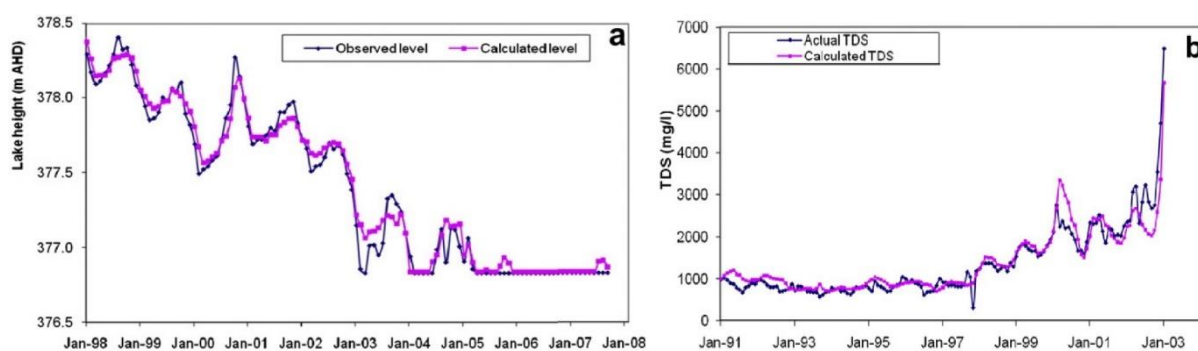 378.5
378.0
377.5
377.0
376.5
Lake height (m AHD)
Observed level
Calculated level
a
Jan-98 Jan-99 Jan-00 Jan-01 Jan-02 Jan-03 Jan-04 Jan-05 Jan-06 Jan-07 Jan-08
7000
6000
5000
4000
3000
2000
1000
0
TDS (mg/l)
Actual TDS
Calculated TDS
b
Jan-91 Jan-93 Jan-95 Jan-97 Jan-99 Jan-01 Jan-03